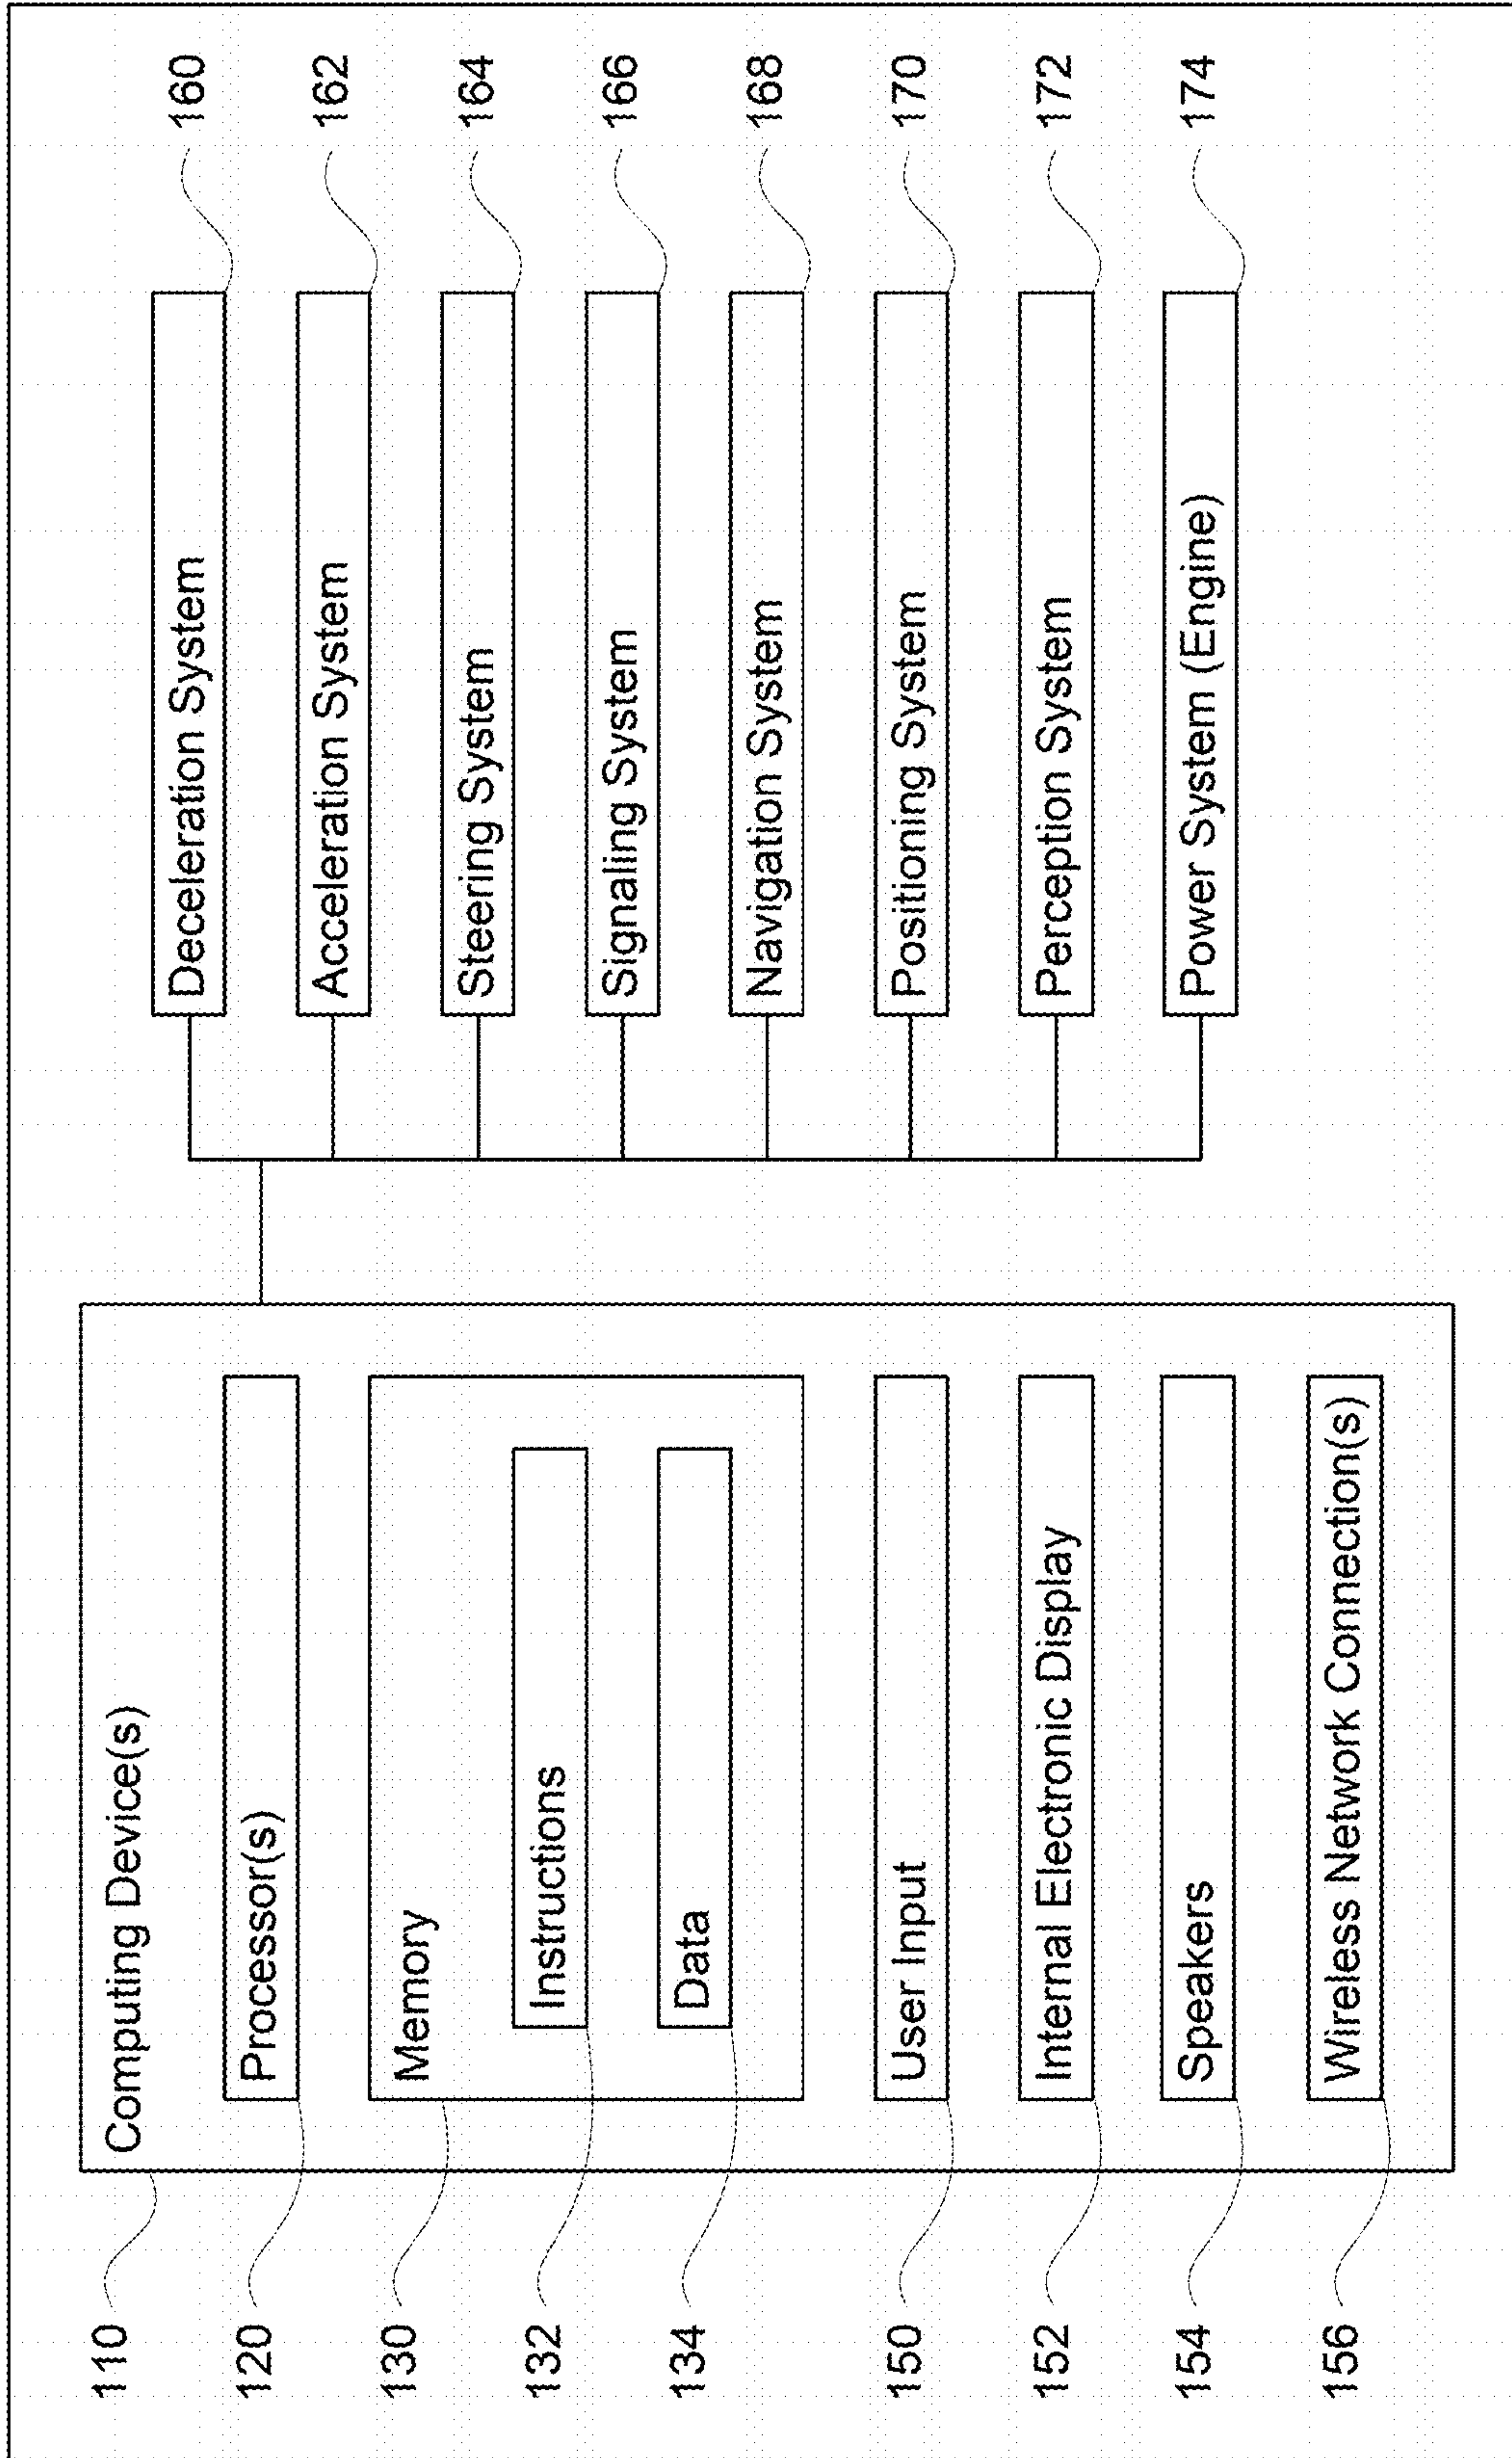 110
Computing Device(s)
120
Processor(s)
130
Memory
132
Instructions
134
Data
150
User Input
152
Internal Electronic Display
154
Speakers
156
Wireless Network Connection(s)
Deceleration System
160
Acceleration System
162
Steering System
164
Signaling System
166
Navigation System
168
Positioning System
170
Perception System
172
Power System (Engine)
174